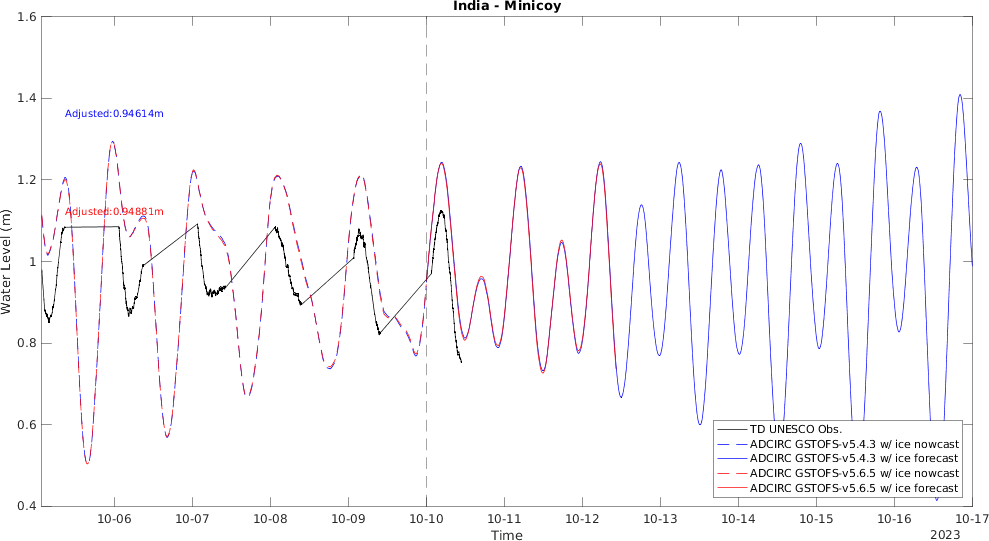 India - Minicoy
1.6
1.4
1.2
1
0.8
0.6
0.4
Water Level (m)
Adjusted:0.94614m
Adjusted:0.94881m
TD UNESCO Obs.
ADCIRC GSTOFS-v5.4.3 w/ ice nowcast
ADCIRC GSTOFS-v5.4.3 w/ ice forecast
ADCIRC GSTOFS-v5.6.5 w/ ice nowcast
ADCIRC GSTOFS-v5.6.5 w/ ice forecast
10-06 10-07 10-08 10-09 10-10 10-11 10-12 10-13 10-14 10-15 10-16 10-17
Time
2023